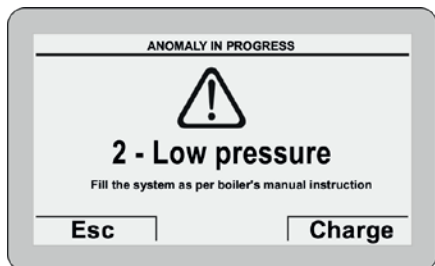 ANOMALY IN PROGRESS
2 - Low pressure
Fill the system as per boiler's manual instruction
Esc
Charge